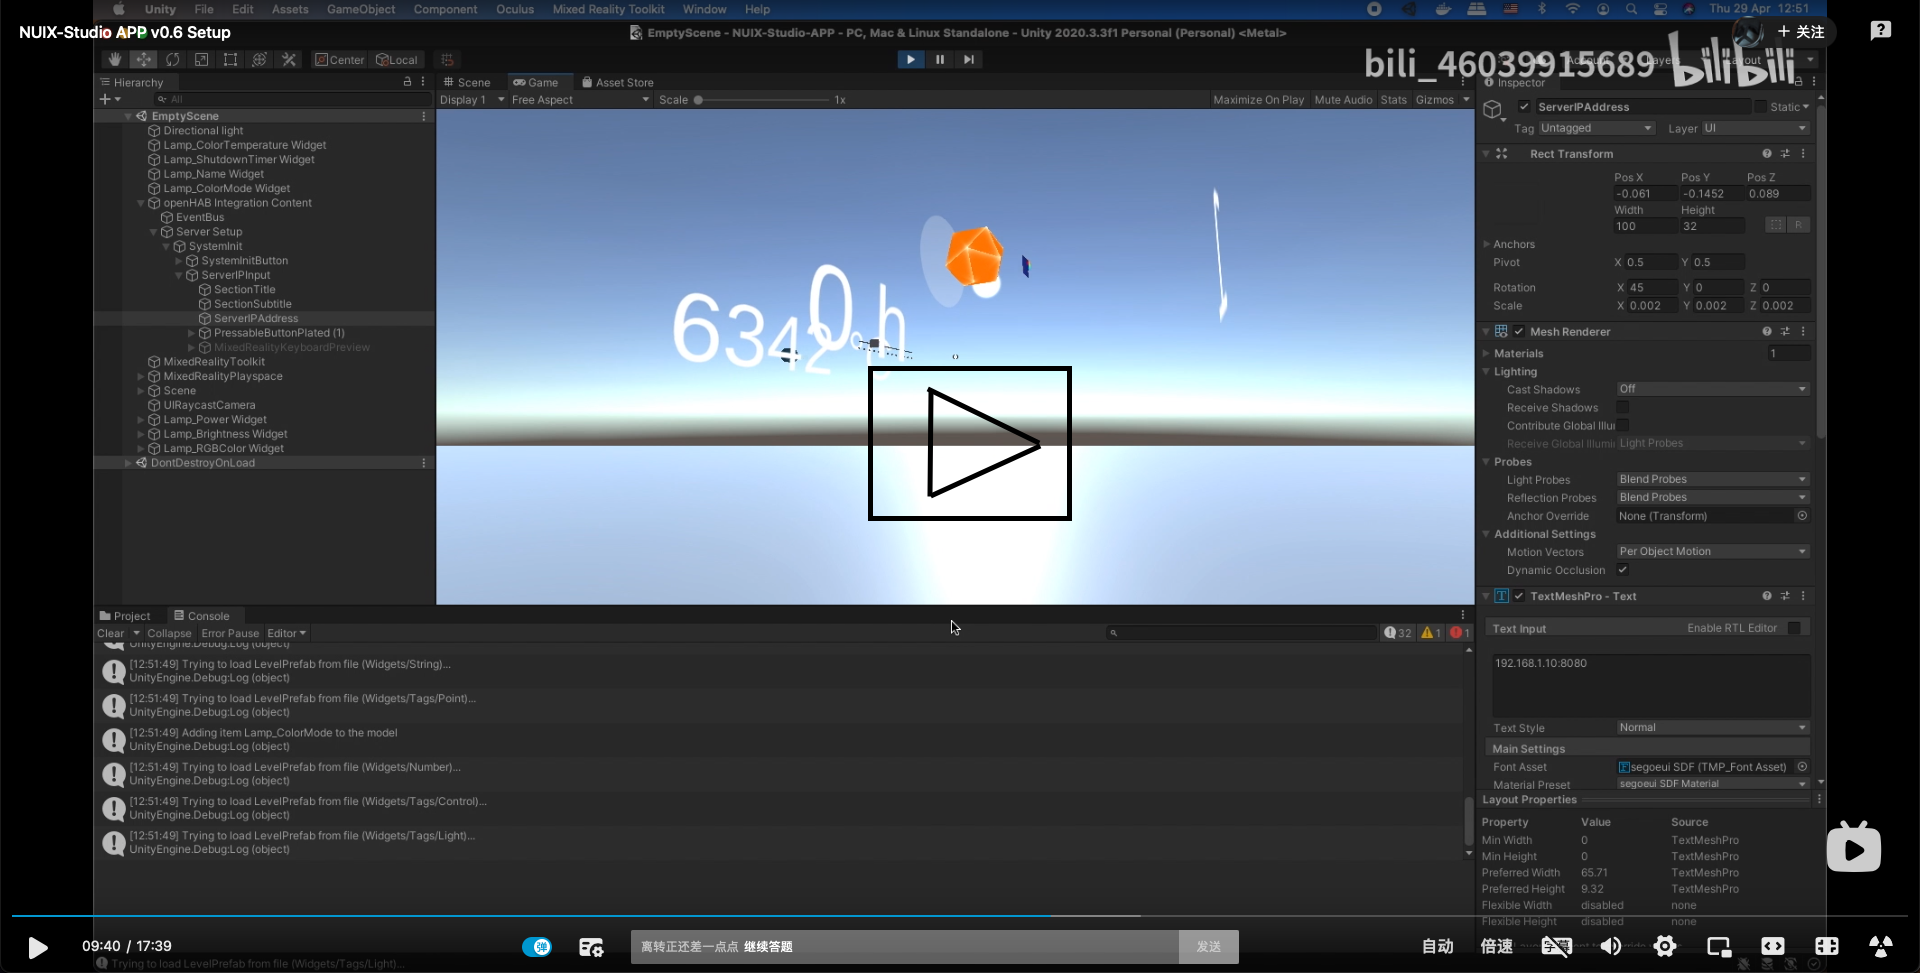 Unity File Edit Assets GameObject Component Oculus Mixed Reality Toolkit Window Help
Thu 29 Apr 12:51
NUIX-Studio APP v0.6 Setup
EmptyScene - NUIX-Studio-APP - PC, Mac & Linux Standalone - Unity 2020.3.3f1 Personal (Personal) <Metal>
+ 关注
Center Local
bili_46039915689 bilibili
Layout
Hierarchy
Scene Game Asset Store
Inspector
All
Display 1 Free Aspect Scale 1x
Maximize On Play Mute Audio Stats Gizmos
EmptyScene
Directional light
Lamp_ColorTemperature Widget
Lamp_ShutdownTimer Widget
Lamp_Name Widget
Lamp_ColorMode Widget
openHAB Integration Content
EventBus
Server Setup
SystemInit
SystemInitButton
ServerIPInput
SectionTitle
SectionSubtitle
ServerIPAddress
PressableButtonPlated (1)
MixedRealityKeyboardPreview
MixedRealityToolkit
MixedRealityPlayspace
Scene
UIRaycastCamera
Lamp_Power Widget
Lamp_Brightness Widget
Lamp_RGBColor Widget
DontDestroyOnLoad
6342
0 h
ServerIPAddress Static
Tag Untagged Layer UI
Rect Transform
Pos X Pos Y Pos Z
-0.061 -0.1452 0.089
Width Height
100 32
R
Anchors
Pivot X 0.5 Y 0.5
Rotation X 45 Y 0 Z 0
Scale X 0.002 Y 0.002 Z 0.002
Mesh Renderer
Materials 1
Lighting
Cast Shadows Off
Receive Shadows
Contribute Global Illui
Receive Global Illumin Light Probes
Probes
Light Probes Blend Probes
Reflection Probes Blend Probes
Anchor Override None (Transform)
Additional Settings
Motion Vectors Per Object Motion
Dynamic Occlusion
TextMeshPro - Text
Text Input Enable RTL Editor
192.168.1.10:8080
Text Style Normal
Main Settings
Font Asset segoeui SDF (TMP_Font Asset)
Material Preset segoeui SDF Material
Layout Properties
Property Value Source
Min Width 0 TextMeshPro
Min Height 0 TextMeshPro
Preferred Width 65.71 TextMeshPro
Preferred Height 9.32 TextMeshPro
Flexible Width disabled none
Flexible Height disabled none
Project Console
Clear Collapse Error Pause Editor
32 1 1
UnityEngine.Debug:Log (object)
[12:51:49] Trying to load LevelPrefab from file (Widgets/String)...
UnityEngine.Debug:Log (object)
[12:51:49] Trying to load LevelPrefab from file (Widgets/Tags/Point)...
UnityEngine.Debug:Log (object)
[12:51:49] Adding item Lamp_ColorMode to the model
UnityEngine.Debug:Log (object)
[12:51:49] Trying to load LevelPrefab from file (Widgets/Number)...
UnityEngine.Debug:Log (object)
[12:51:49] Trying to load LevelPrefab from file (Widgets/Tags/Control)...
UnityEngine.Debug:Log (object)
[12:51:49] Trying to load LevelPrefab from file (Widgets/Tags/Light)...
UnityEngine.Debug:Log (object)
09:40 / 17:39
弹
离转正还差一点点 继续答题
发送
自动 倍速 字幕
Trying to load LevelPrefab from file (Widgets/Tags/Light)...